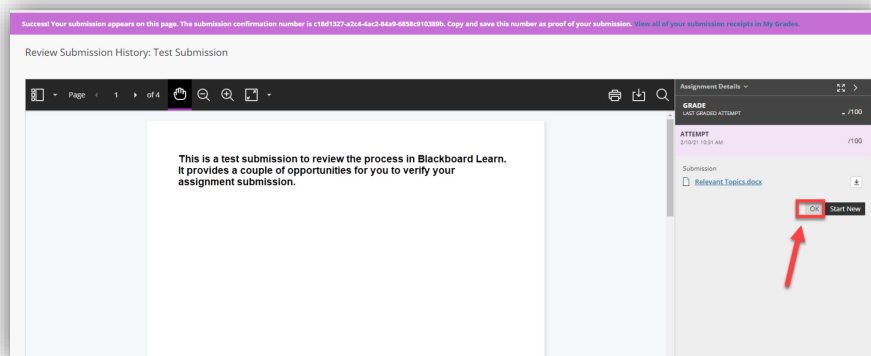 Success! Your submission appears on this page. The submission confirmation number is c18d1327-a2c4-4ac2-84a9-6858c910389b. Copy and save this number as proof of your submission. View all of your submission receipts in My Grades.
Review Submission History: Test Submission
Page 1 of 4
Assignment Details
GRADE
LAST GRADED ATTEMPT
- /100
ATTEMPT
2/10/21 10:51 AM
/100
Submission
Relevant Topics.docx
OK Start New
This is a test submission to review the process in Blackboard Learn.
It provides a couple of opportunities for you to verify your
assignment submission.